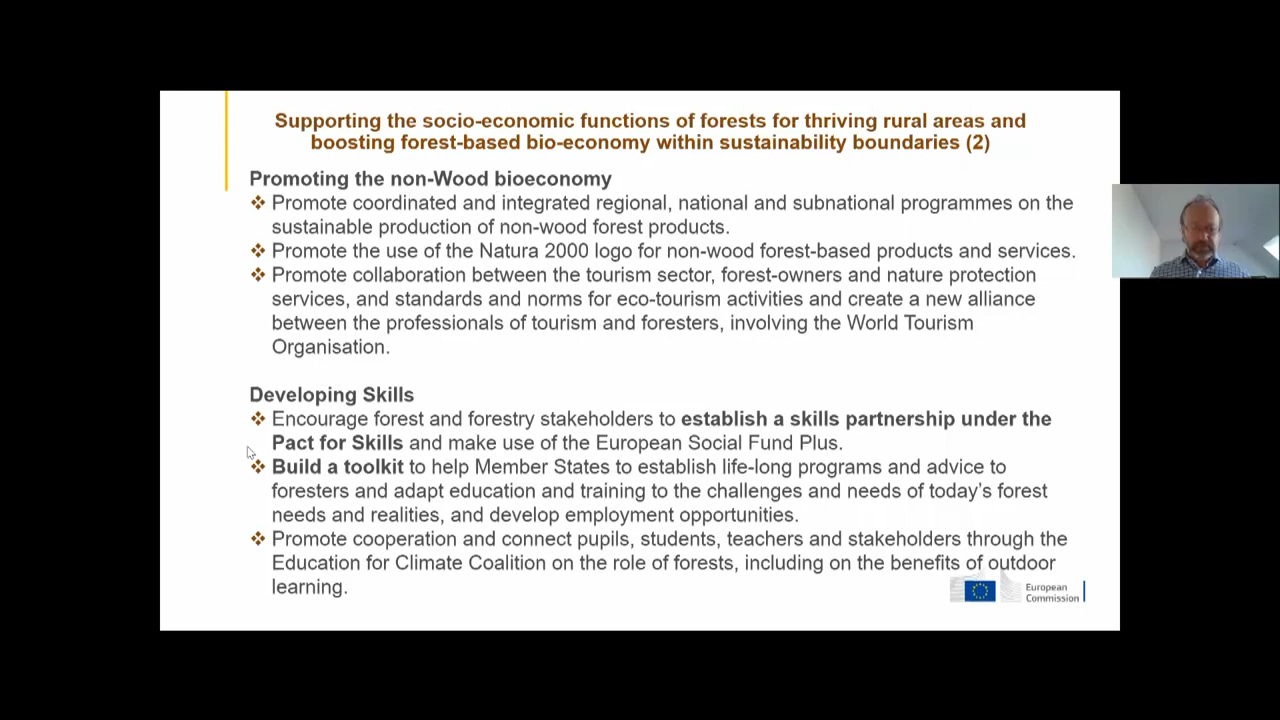 Supporting the socio-economic functions of forests for thriving rural areas and
boosting forest-based bio-economy within sustainability boundaries (2)
Promoting the non-Wood bioeconomy
❖ Promote coordinated and integrated regional, national and subnational programmes on the
sustainable production of non-wood forest products.
❖ Promote the use of the Natura 2000 logo for non-wood forest-based products and services.
❖ Promote collaboration between the tourism sector, forest-owners and nature protection
services, and standards and norms for eco-tourism activities and create a new alliance
between the professionals of tourism and foresters, involving the World Tourism
Organisation.
Developing Skills
❖ Encourage forest and forestry stakeholders to establish a skills partnership under the
Pact for Skills and make use of the European Social Fund Plus.
❖ Build a toolkit to help Member States to establish life-long programs and advice to
foresters and adapt education and training to the challenges and needs of today's forest
needs and realities, and develop employment opportunities.
❖ Promote cooperation and connect pupils, students, teachers and stakeholders through the
Education for Climate Coalition on the role of forests, including on the benefits of outdoor
learning.
European
Commission